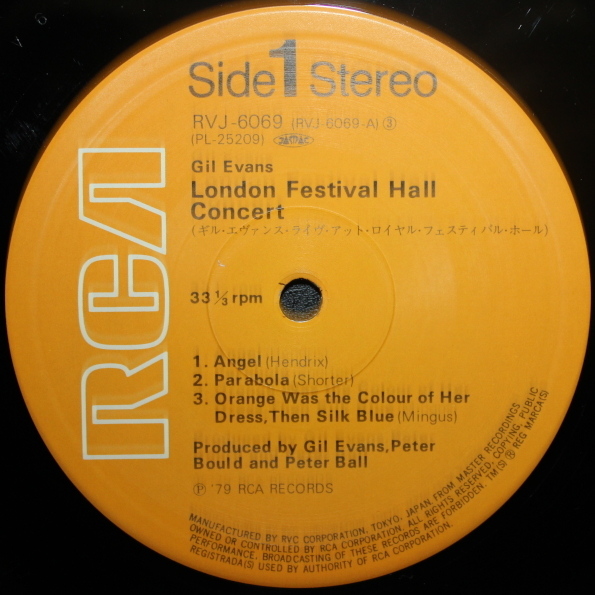 Side 1 Stereo
RVJ-6069 (RVJ-6069-A) ③
(PL-25209) JASRAC
Gil Evans
London Festival Hall
Concert
(ギル・エヴァンス・ライヴ・アット・ロイヤル・フェスティバル・ホール)
RCA
33 1/3 rpm
1. Angel (Hendrix)
2. Parabola (Shorter)
3. Orange Was the Colour of Her
Dress, Then Silk Blue (Mingus)
Produced by Gil Evans, Peter
Bould and Peter Ball
Ⓟ '79 RCA RECORDS
MANUFACTURED BY RVC CORPORATION, TOKYO, JAPAN FROM MASTER RECORDINGS
OWNED OR CONTROLLED BY RCA CORPORATION. ALL RIGHTS RESERVED, COPYING, PUBLIC
PERFORMANCE, BROADCASTING OF THESE RECORDS ARE FORBIDDEN. TM(S) ® REG MARCA(S)
REGISTRADA(S) USED BY AUTHORITY OF RCA CORPORATION.